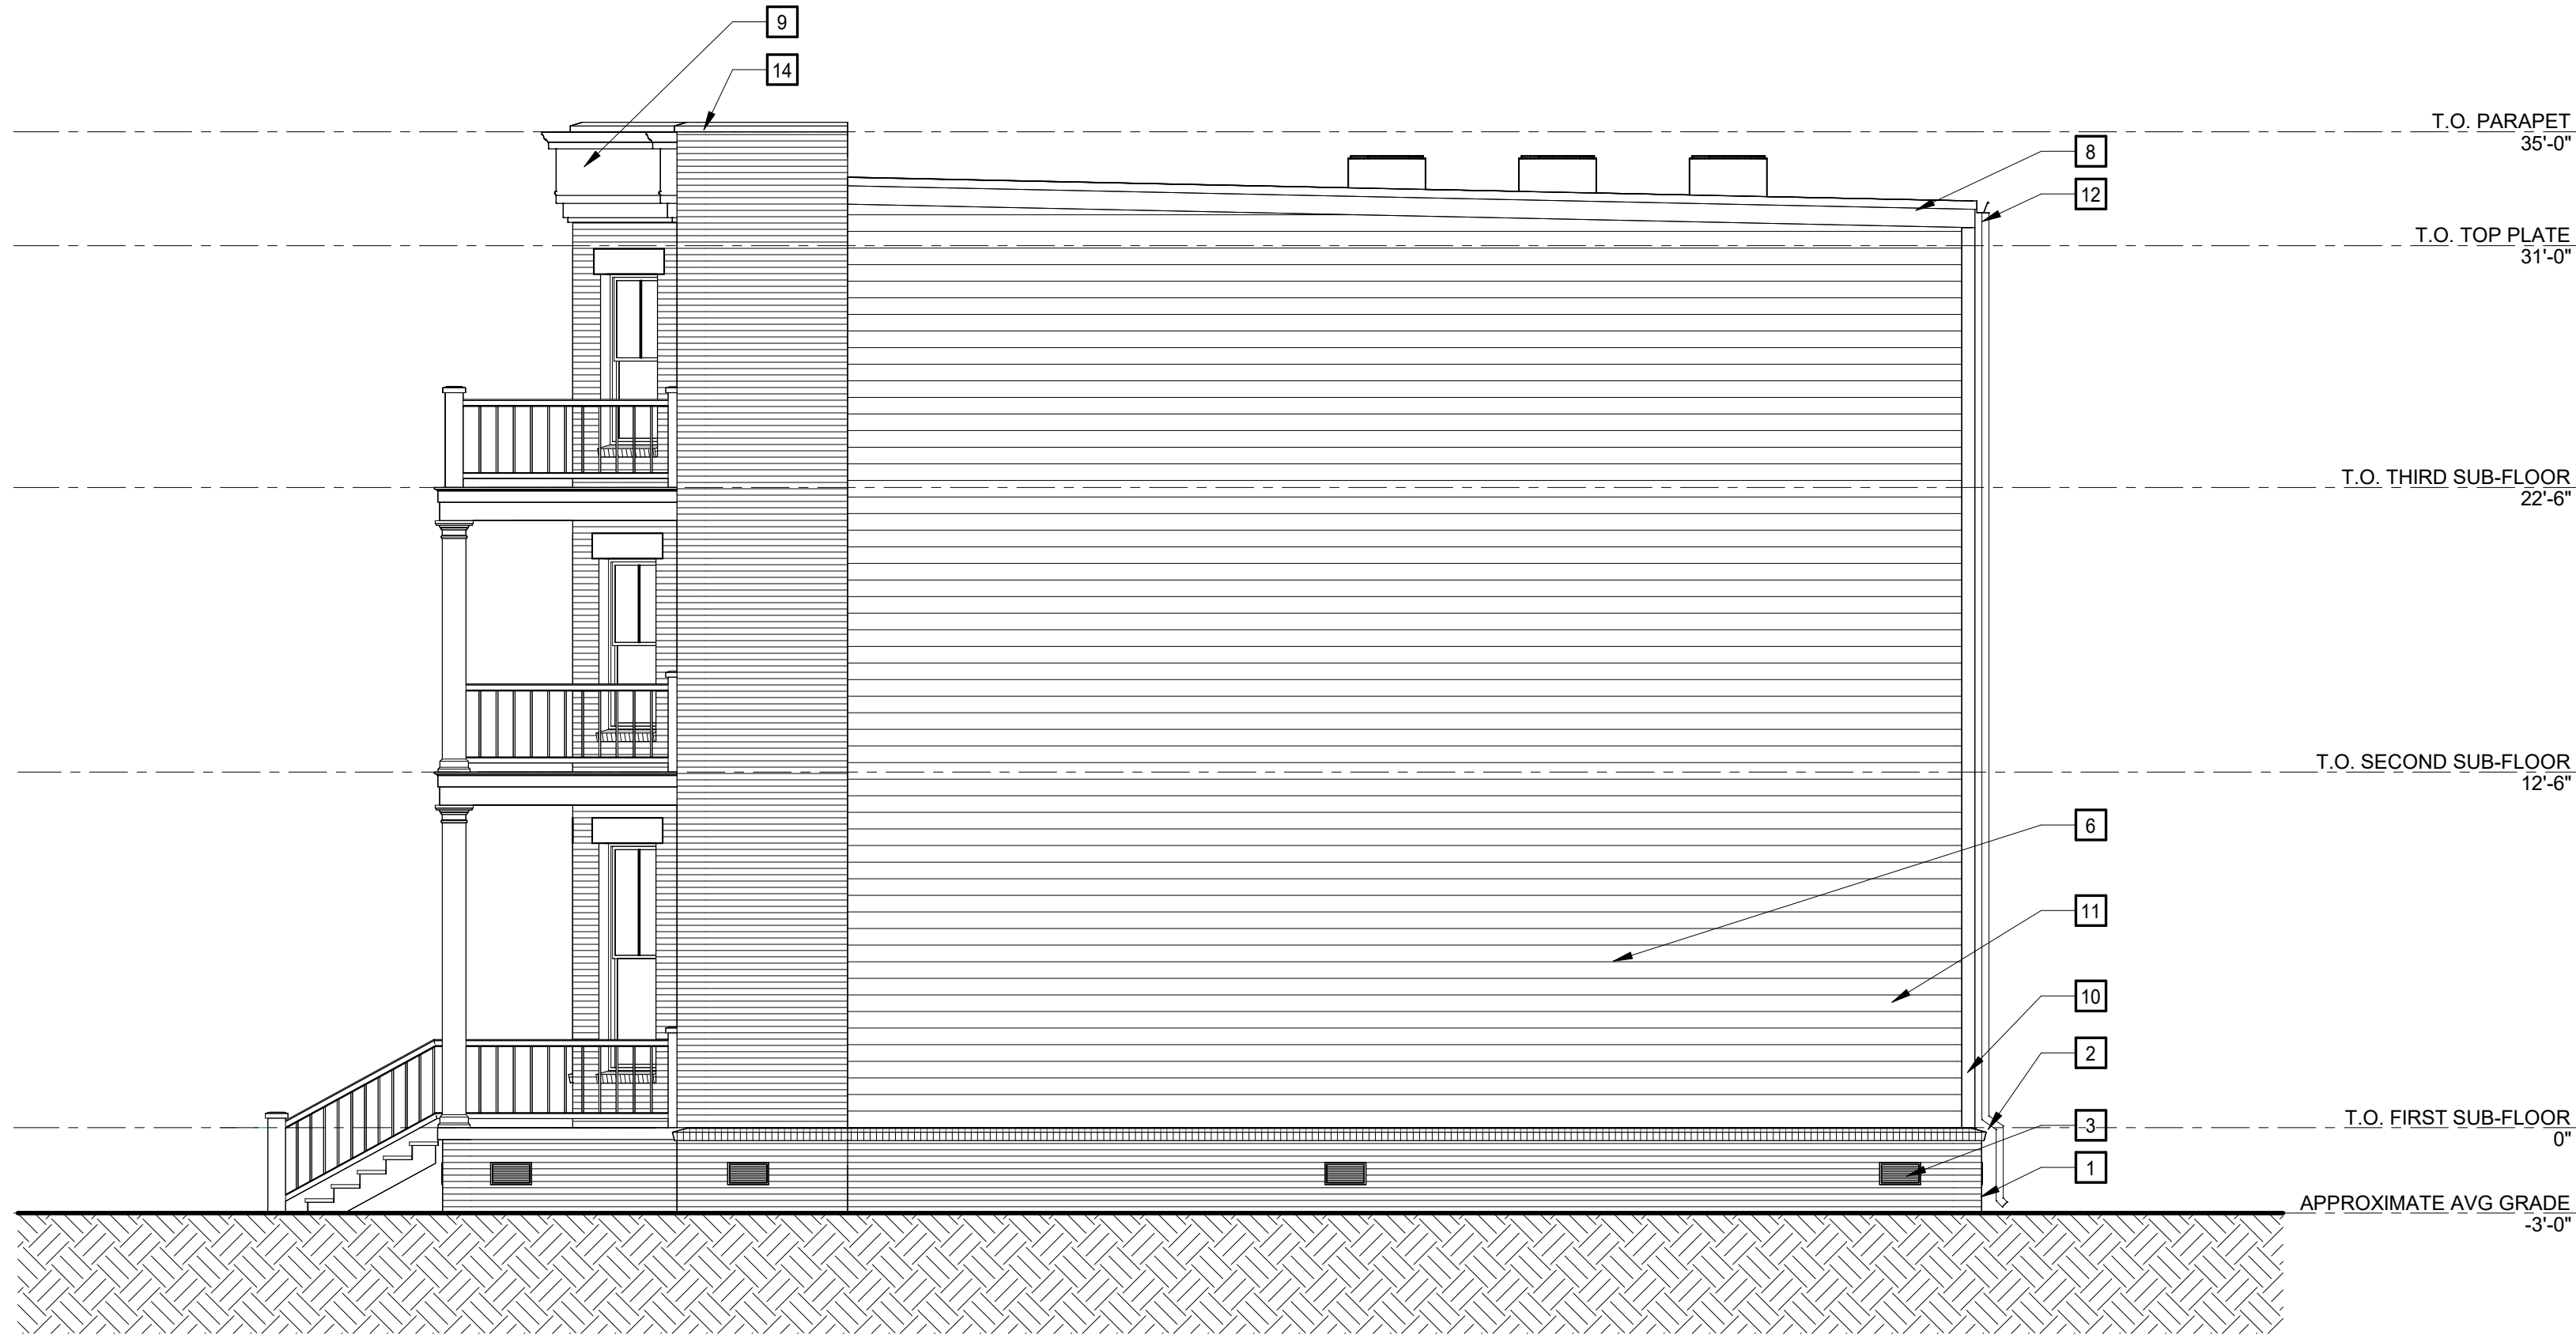 9
14
T.O. PARAPET
35'-0"
8
12
T.O. TOP PLATE
31'-0"
T.O. THIRD SUB-FLOOR
22'-6"
T.O. SECOND SUB-FLOOR
12'-6"
6
11
10
2
3
T.O. FIRST SUB-FLOOR
0"
1
APPROXIMATE AVG GRADE
-3'-0"